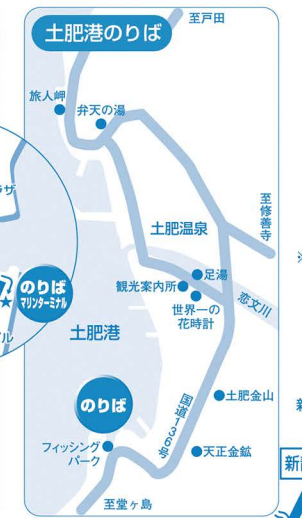 土肥港のりば
至戸田
旅人岬
弁天の湯
ラザ
至修善寺
土肥温泉
足湯
観光案内所
世界一の
花時計
恋文川
のりば
マリンターミナル
ル
土肥港
のりば
国道136号
土肥金山
フィッシング
パーク
天正金鉱
至堂ヶ島
※
新